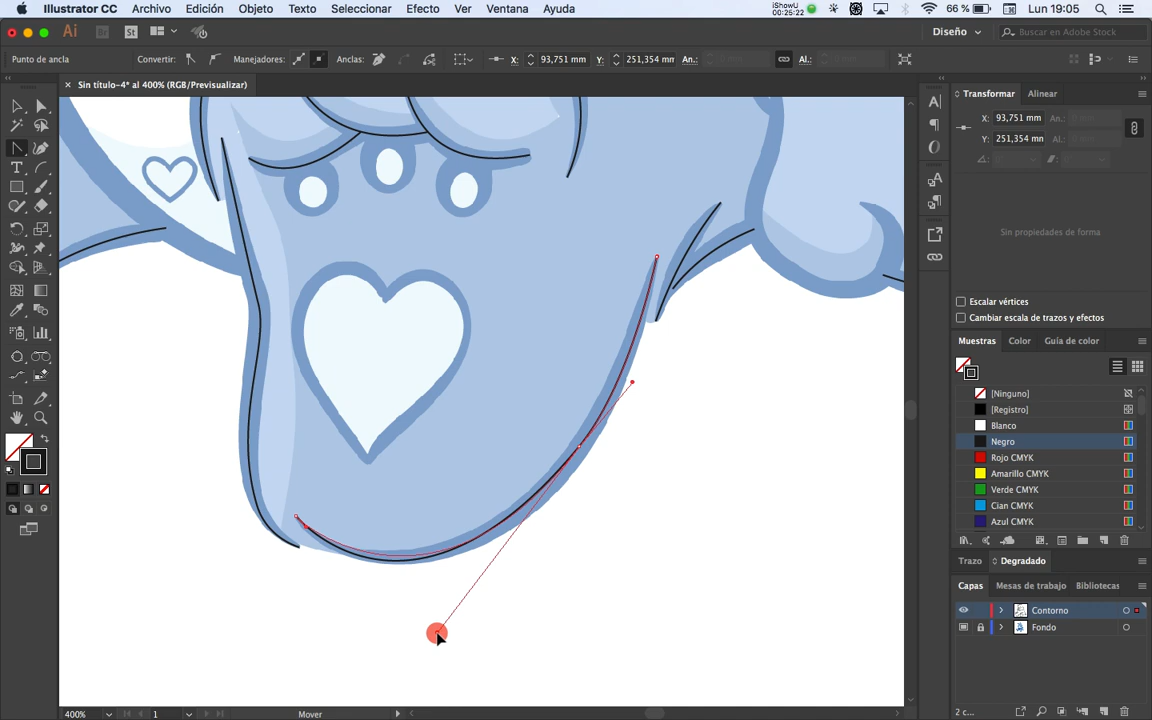 Illustrator CC Archivo Edición Objeto Texto Seleccionar Efecto Ver Ventana Ayuda iShowU 00:25:22 66 % Lun 19:05
Ai Br St Diseño Buscar en Adobe Stock
Punto de ancla Convertir: Manejadores: Anclas: X: 93,751 mm Y: 251,354 mm An.: Al.:
Sin título-4* al 400% (RGB/Previsualizar)
Transformar Alinear
X: 93,751 mm An.:
Y: 251,354 mm Al.:
Sin propiedades de forma
Escalar vértices
Cambiar escala de trazos y efectos
Muestras Color Guía de color
[Ninguno]
[Registro]
Blanco
Negro
Rojo CMYK
Amarillo CMYK
Verde CMYK
Cian CMYK
Azul CMYK
Trazo Degradado
Capas Mesas de trabajo Bibliotecas
Contorno
Fondo
400% 1 Mover 2 c...